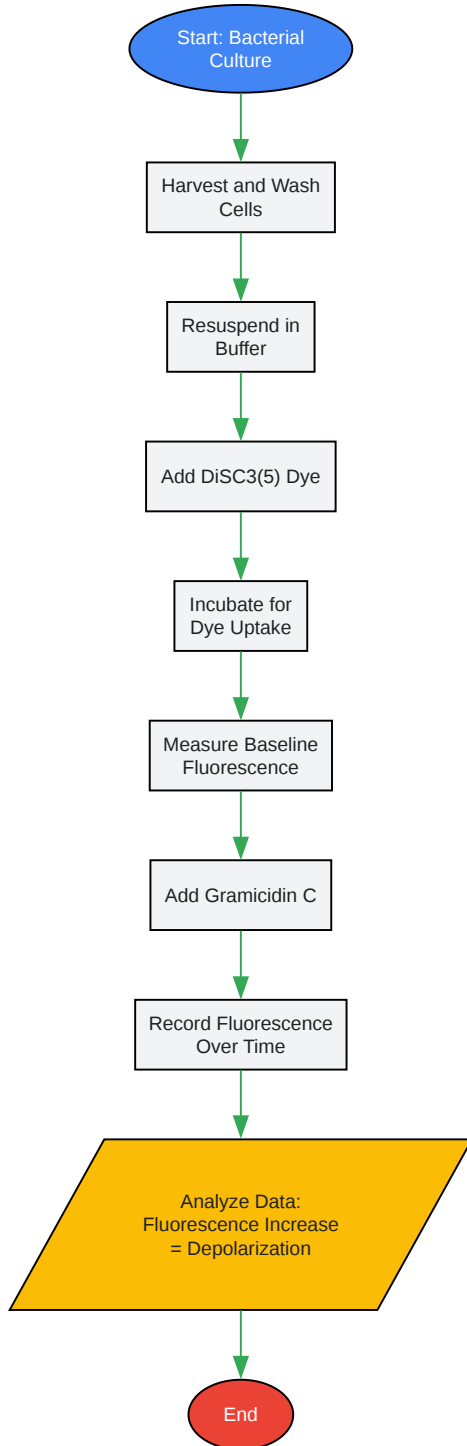 Start: Bacterial
Culture
Harvest and Wash
Cells
Resuspend in
Buffer
Add DiSC3(5) Dye
Incubate for
Dye Uptake
Measure Baseline
Fluorescence
Add Gramicidin C
Record Fluorescence
Over Time
Analyze Data:
Fluorescence Increase
= Depolarization
End